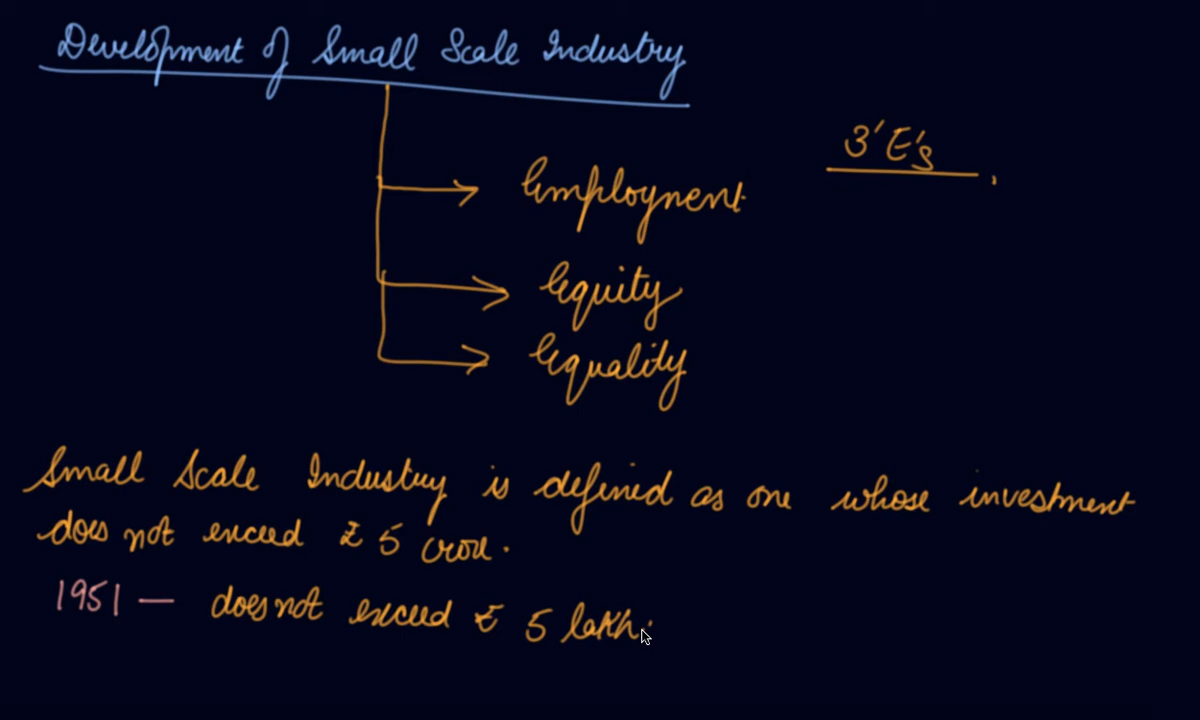 Development of Small Scale Industry
3'E's
Employment
Equity
Equality
Small Scale Industry is defined as one whose investment
does not exceed ₹ 5 crore.
1951 — does not exceed ₹ 5 lakh.